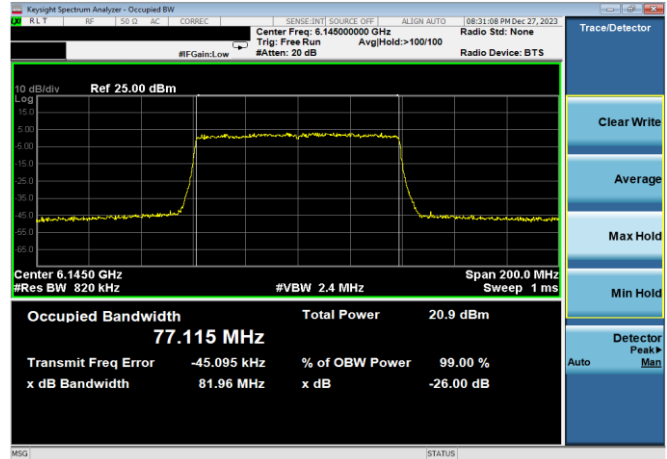 Keysight Spectrum Analyzer - Occupied BW
RLT RF 50 Ω AC CORREC SENSE:INT SOURCE OFF ALIGN AUTO 08:31:08 PM Dec 27, 2023
Center Freq: 6.145000000 GHz Radio Std: None
Trig: Free Run Avg|Hold:>100/100
#IFGain:Low #Atten: 20 dB Radio Device: BTS
Trace/Detector
10 dB/div Ref 25.00 dBm
Log
15.0
5.00
-5.00
-15.0
-25.0
-35.0
-45.0
-55.0
-65.0
Center 6.1450 GHz Span 200.0 MHz
#Res BW 820 kHz #VBW 2.4 MHz Sweep 1 ms
Occupied Bandwidth Total Power 20.9 dBm
77.115 MHz
Transmit Freq Error -45.095 kHz % of OBW Power 99.00 %
x dB Bandwidth 81.96 MHz x dB -26.00 dB
Clear Write
Average
Max Hold
Min Hold
Detector
Peak▶
Auto Man
MSG STATUS